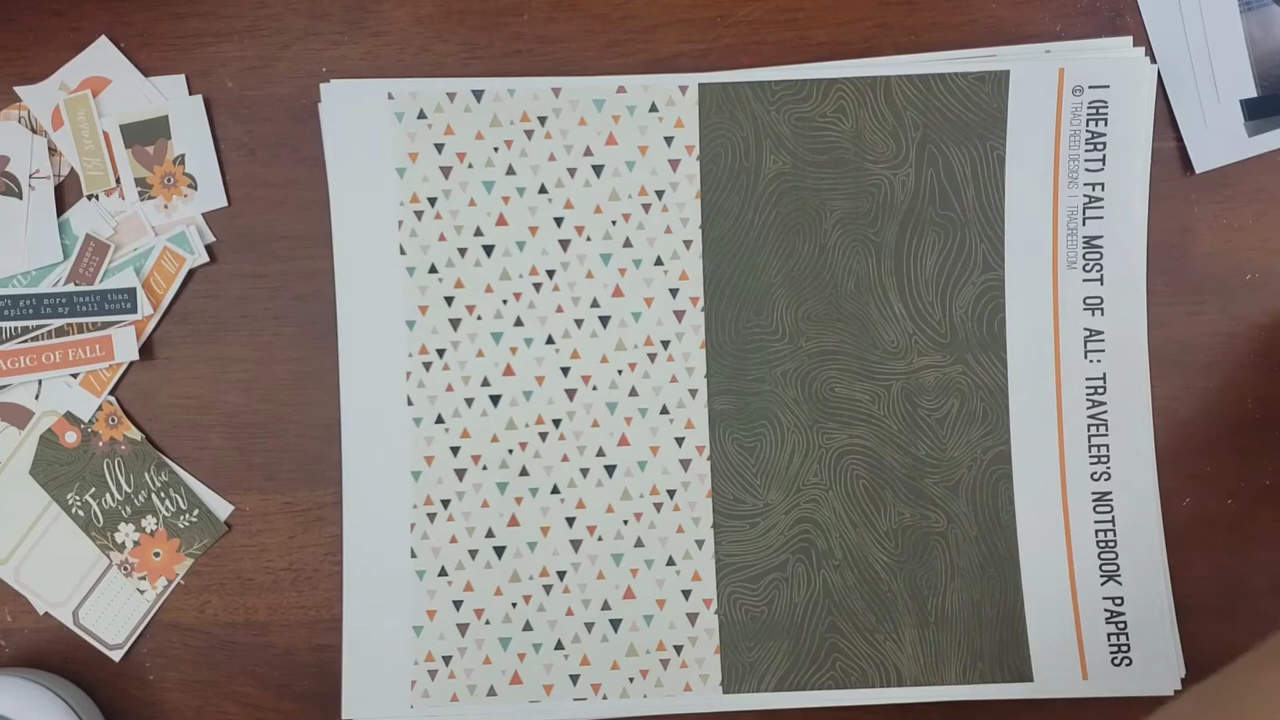 I (HEART) FALL MOST OF ALL: TRAVELER'S NOTEBOOK PAPERS
© TRACI REED DESIGNS | TRACIREED.COM
n't get more basic than
spice in my tall boots
AGIC OF FALL
Fall
is in the
Air